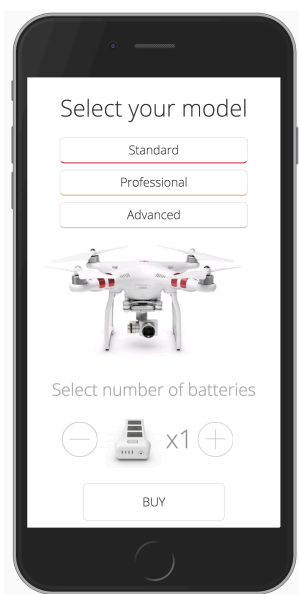 Select your model
Standard
Professional
Advanced
Select number of batteries
x1
BUY